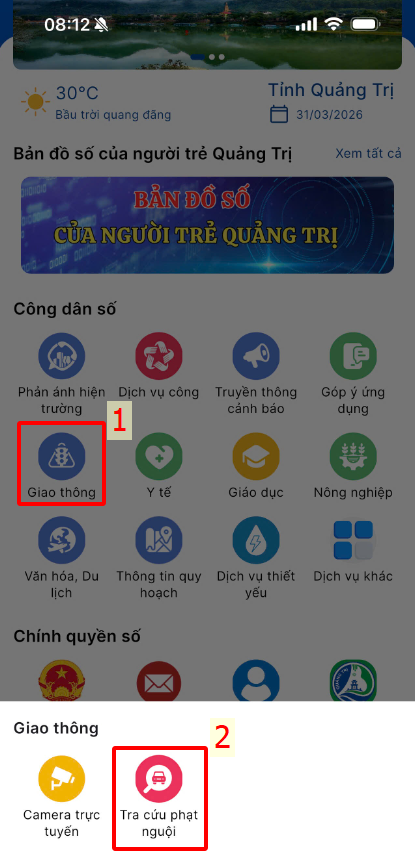 08:12
30°C
Bầu trời quang đãng
Tỉnh Quảng Trị
31/03/2026
Bản đồ số của người trẻ Quảng Trị
Xem tất cả
BẢN ĐỒ SỐ
CỦA NGƯỜI TRẺ QUẢNG TRỊ
Công dân số
Phản ánh hiện
trường
Dịch vụ công
Truyền thông
cảnh báo
Góp ý ứng
dụng
1
Giao thông
Y tế
Giáo dục
Nông nghiệp
Văn hóa, Du
lịch
Thông tin quy
hoạch
Dịch vụ thiết
yếu
Dịch vụ khác
Chính quyền số
Giao thông
2
Camera trực
tuyến
Tra cứu phạt
nguội